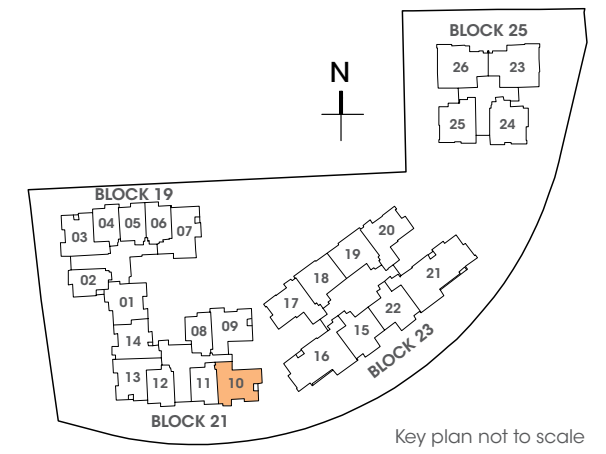 BLOCK 25
26 23
25 24
N
BLOCK 19
03 04 05 06 07
02
01
14
13 12 11 10
08 09
BLOCK 21
17 18 19 20
16 15 22 21
BLOCK 23
Key plan not to scale